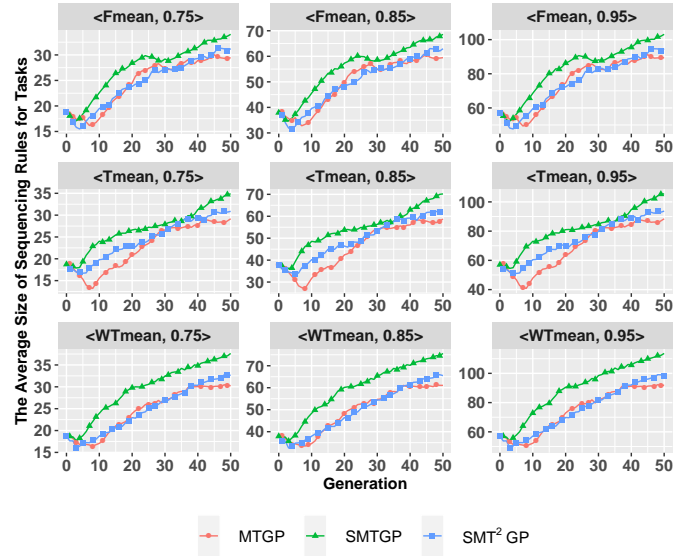 <Fmean, 0.75>
<Fmean, 0.85>
<Fmean, 0.95>
30
25
20
15
0 10 20 30 40 50
70
60
50
40
30
0 10 20 30 40 50
100
80
60
0 10 20 30 40 50
<Tmean, 0.75>
<Tmean, 0.85>
<Tmean, 0.95>
35
30
25
20
15
0 10 20 30 40 50
70
60
50
40
30
0 10 20 30 40 50
100
80
60
40
0 10 20 30 40 50
<WTmean, 0.75>
<WTmean, 0.85>
<WTmean, 0.95>
35
30
25
20
15
0 10 20 30 40 50
70
60
50
40
0 10 20 30 40 50
100
80
60
0 10 20 30 40 50
The Average Size of Sequencing Rules for Tasks
Generation
MTGP SMTGP SMT² GP